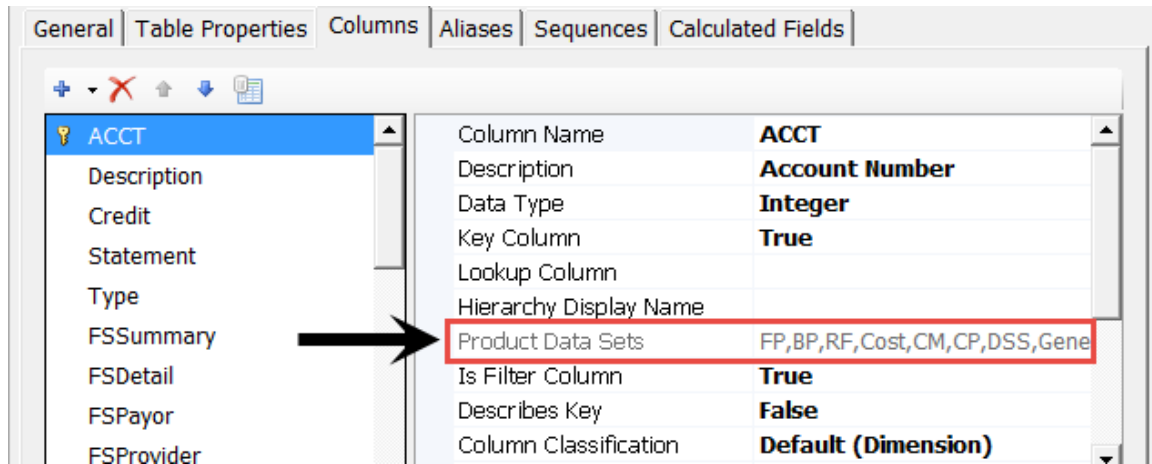 General Table Properties Columns Aliases Sequences Calculated Fields
ACCT
Description
Credit
Statement
Type
FSSummary
FSDetail
FSPayor
FSProvider
Column Name ACCT
Description Account Number
Data Type Integer
Key Column True
Lookup Column
Hierarchy Display Name
Product Data Sets FP,BP,RF,Cost,CM,CP,DSS,Gene
Is Filter Column True
Describes Key False
Column Classification Default (Dimension)